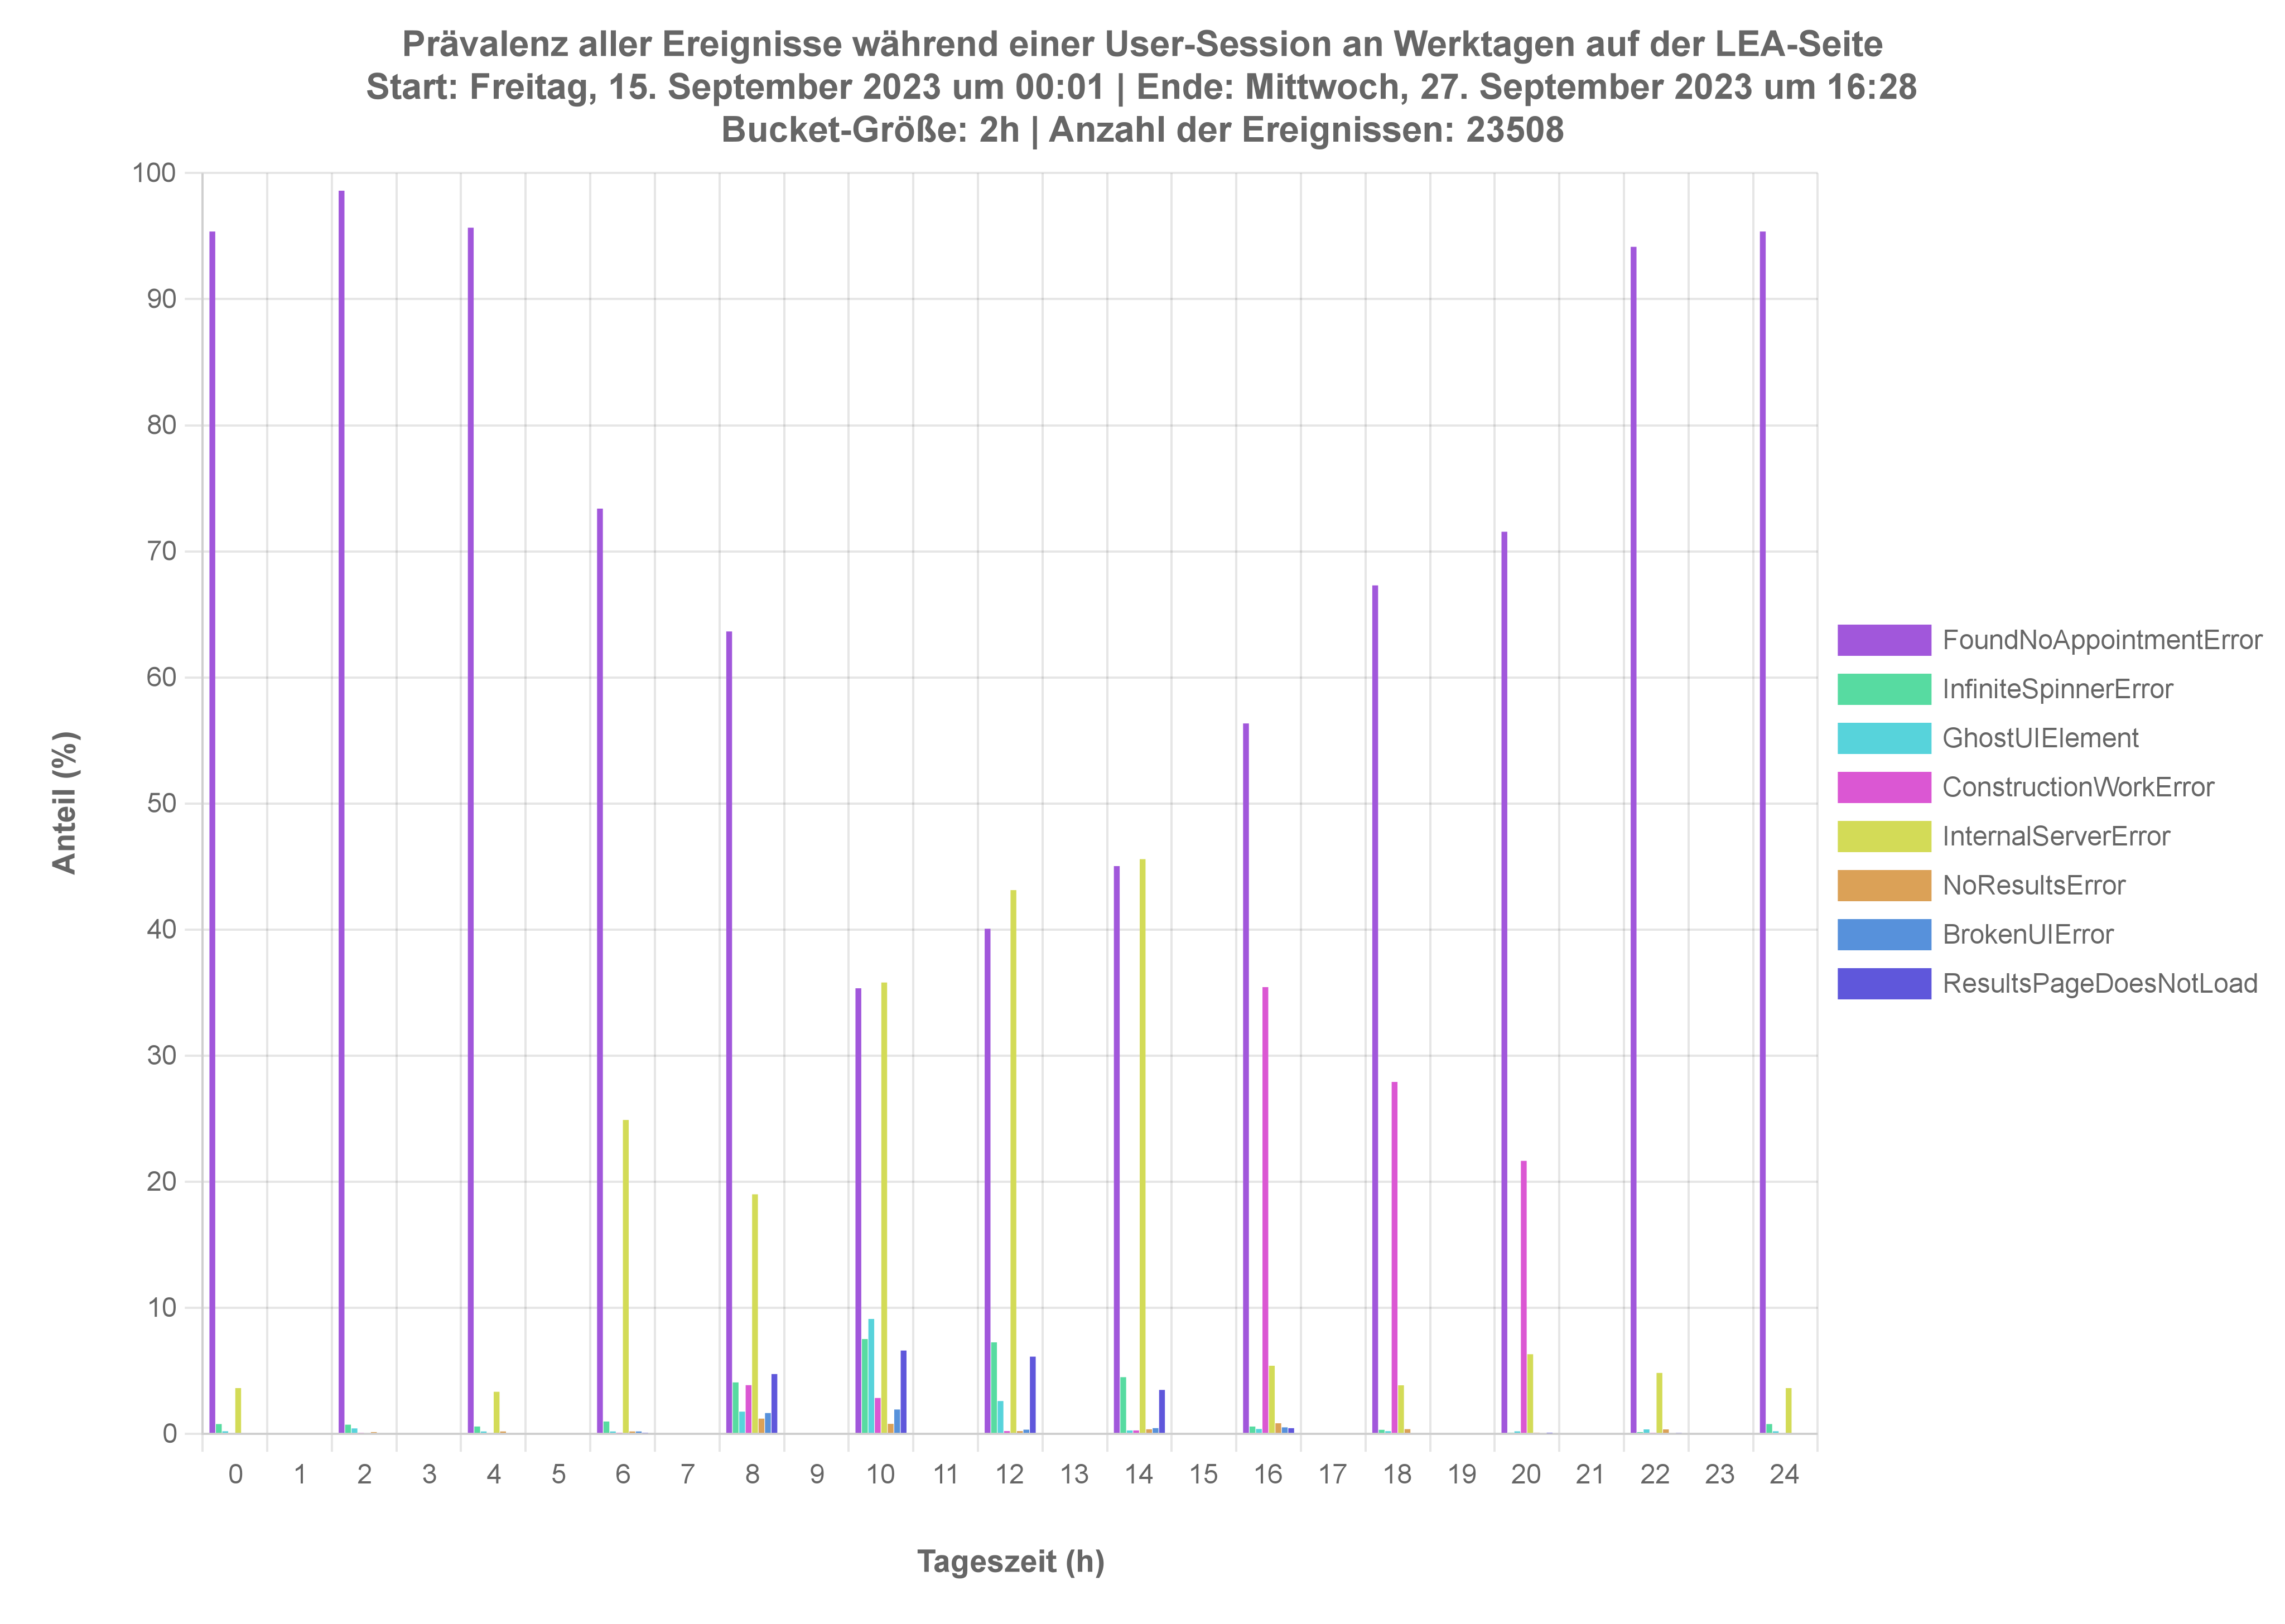 Prävalenz aller Ereignisse während einer User-Session an Werktagen auf der LEA-Seite
Start: Freitag, 15. September 2023 um 00:01 | Ende: Mittwoch, 27. September 2023 um 16:28
Bucket-Größe: 2h | Anzahl der Ereignissen: 23508
100
90
80
70
60
50
40
30
20
10
0
Anteil (%)
0 1 2 3 4 5 6 7 8 9 10 11 12 13 14 15 16 17 18 19 20 21 22 23 24
Tageszeit (h)
FoundNoAppointmentError
InfiniteSpinnerError
GhostUIElement
ConstructionWorkError
InternalServerError
NoResultsError
BrokenUIError
ResultsPageDoesNotLoad